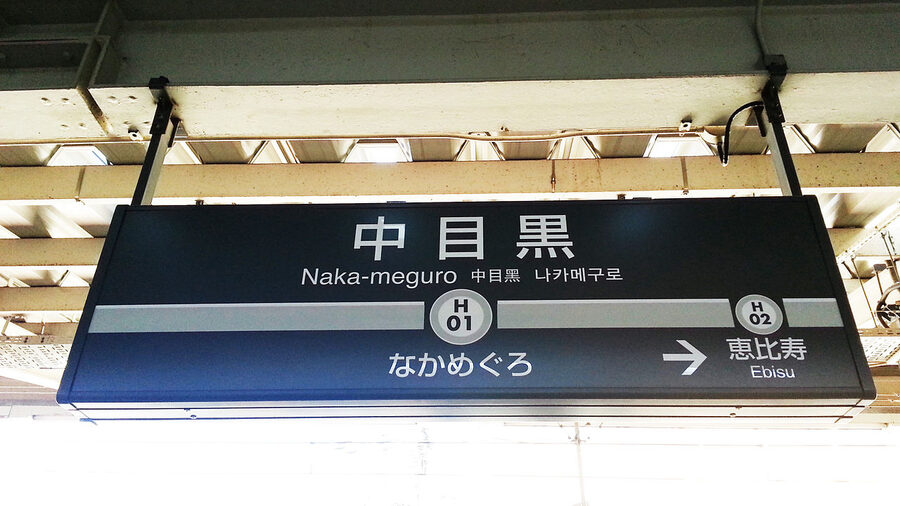 中目黒
Naka-meguro 中目黑 나카메구로
H
01
H
02
なかめぐろ
→ 恵比寿
Ebisu